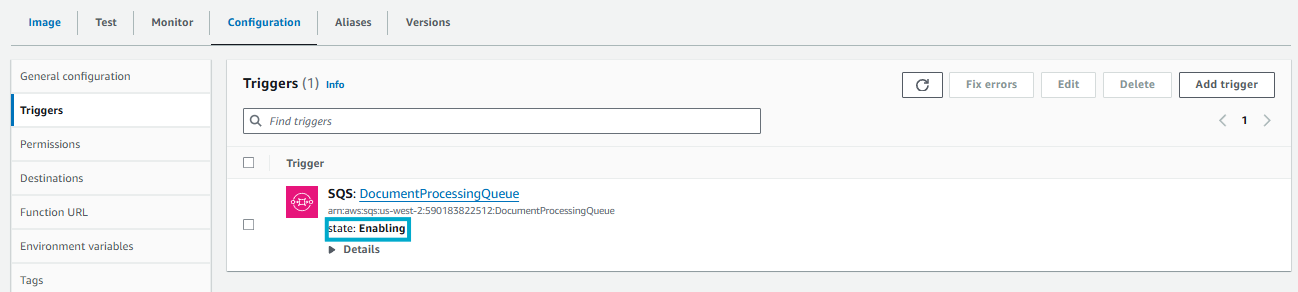 Image Test Monitor Configuration Aliases Versions
General configuration
Triggers
Permissions
Destinations
Function URL
Environment variables
Tags
Triggers (1) Info
Fix errors Edit Delete Add trigger
Find triggers
1
Trigger
SQS: DocumentProcessingQueue
arn:aws:sqs:us-west-2:590183822512:DocumentProcessingQueue
state: Enabling
Details